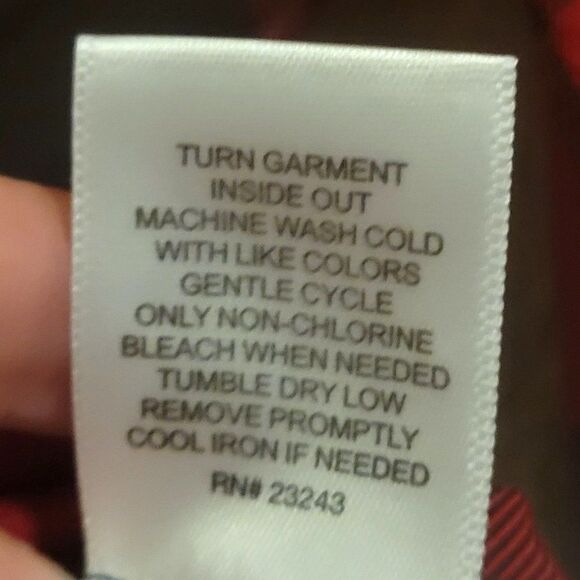 TURN GARMENT
INSIDE OUT
MACHINE WASH COLD
WITH LIKE COLORS
GENTLE CYCLE
ONLY NON-CHLORINE
BLEACH WHEN NEEDED
TUMBLE DRY LOW
REMOVE PROMPTLY
COOL IRON IF NEEDED
RN# 23243